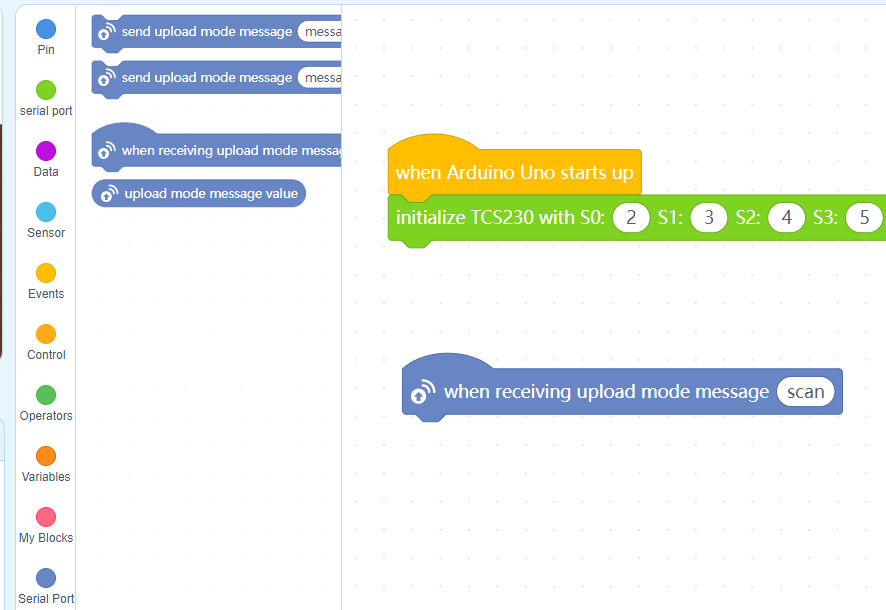 Pin
serial port
Data
Sensor
Events
Control
Operators
Variables
My Blocks
Serial Port
send upload mode message messa
send upload mode message messa
when receiving upload mode messag
upload mode message value
when Arduino Uno starts up
initialize TCS230 with S0: 2 S1: 3 S2: 4 S3: 5
when receiving upload mode message scan